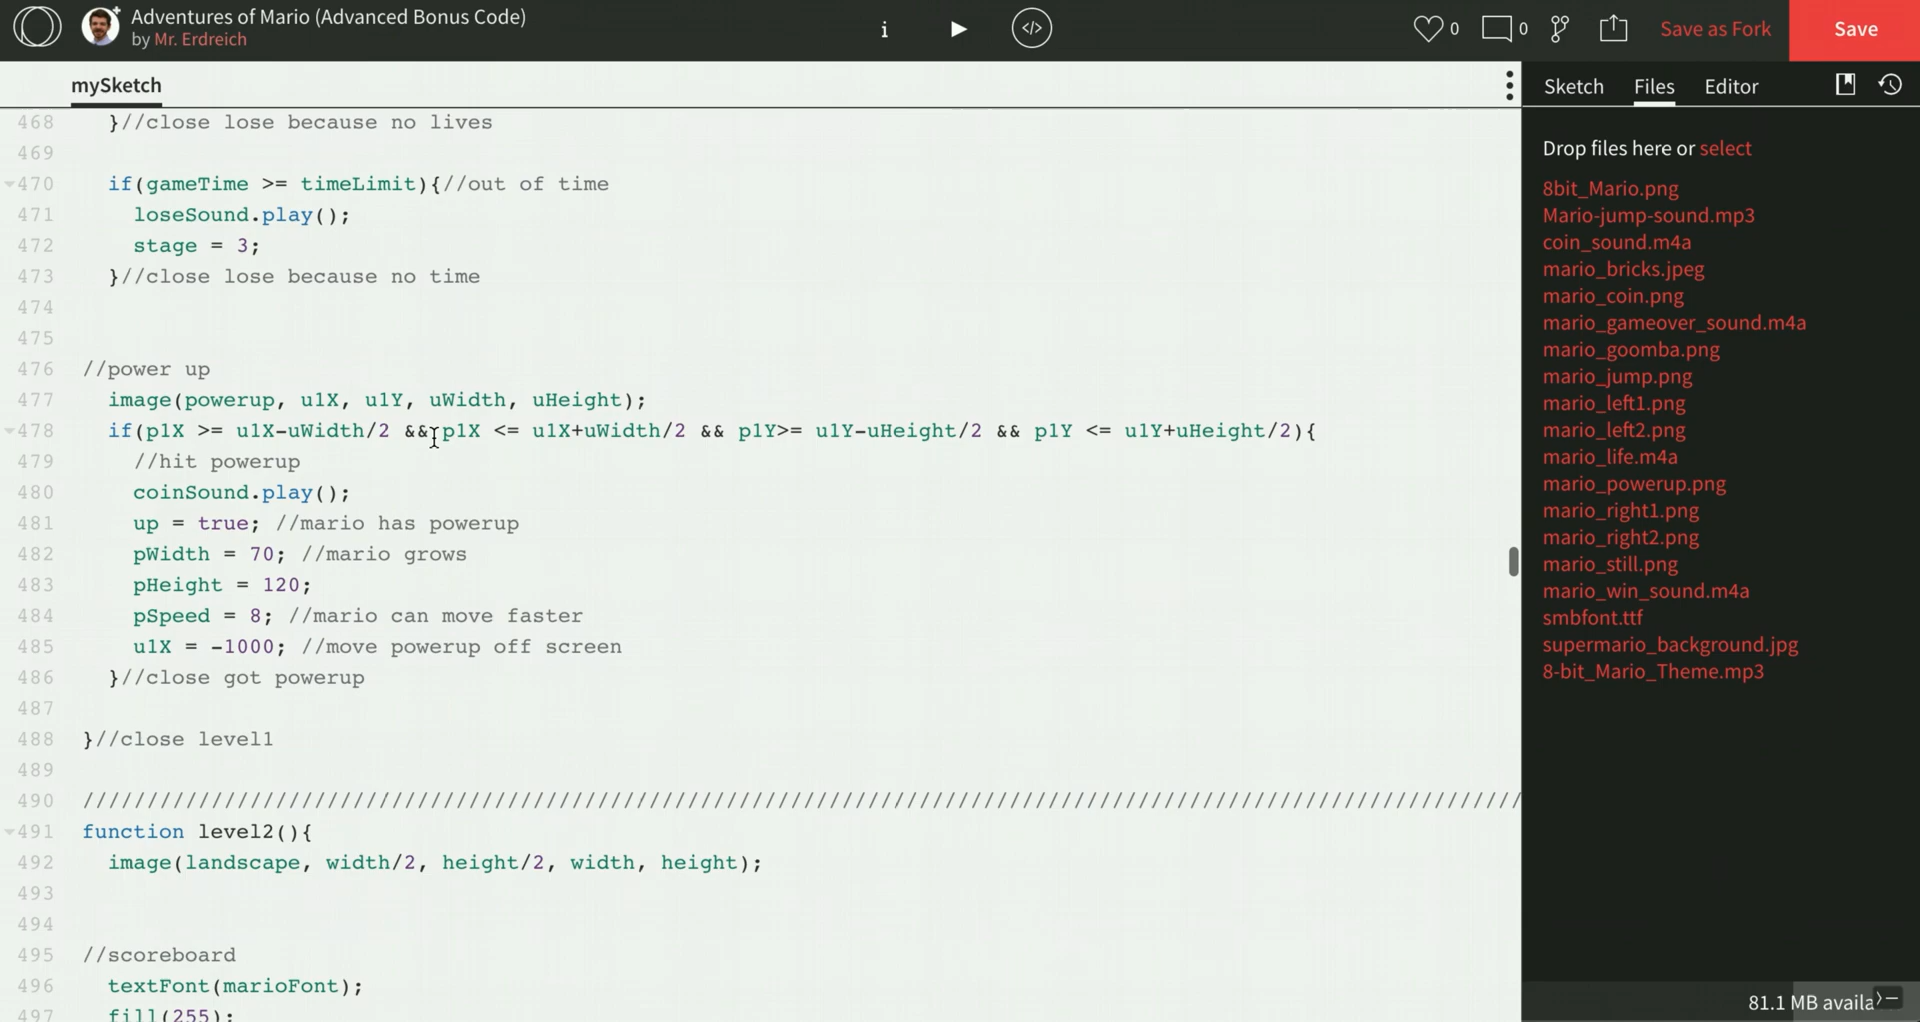 Adventures of Mario (Advanced Bonus Code)
by Mr. Erdreich
i
</>
0
0
Save as Fork
Save
mySketch
Sketch Files Editor
468 }//close lose because no lives
469
470 if(gameTime >= timeLimit){//out of time
471 loseSound.play();
472 stage = 3;
473 }//close lose because no time
474
475
476 //power up
477 image(powerup, u1X, u1Y, uWidth, uHeight);
478 if(p1X >= u1X-uWidth/2 && p1X <= u1X+uWidth/2 && p1Y>= u1Y-uHeight/2 && p1Y <= u1Y+uHeight/2){
479 //hit powerup
480 coinSound.play();
481 up = true; //mario has powerup
482 pWidth = 70; //mario grows
483 pHeight = 120;
484 pSpeed = 8; //mario can move faster
485 u1X = -1000; //move powerup off screen
486 }//close got powerup
487
488 }//close level1
489
490 ////////////////////////////////////////////////////////////////////////////////////////////////////////////////
491 function level2(){
492 image(landscape, width/2, height/2, width, height);
493
494
495 //scoreboard
496 textFont(marioFont);
497 fill(255);
Drop files here or select
8bit_Mario.png
Mario-jump-sound.mp3
coin_sound.m4a
mario_bricks.jpeg
mario_coin.png
mario_gameover_sound.m4a
mario_goomba.png
mario_jump.png
mario_left1.png
mario_left2.png
mario_life.m4a
mario_powerup.png
mario_right1.png
mario_right2.png
mario_still.png
mario_win_sound.m4a
smbfont.ttf
supermario_background.jpg
8-bit_Mario_Theme.mp3
81.1 MB availa